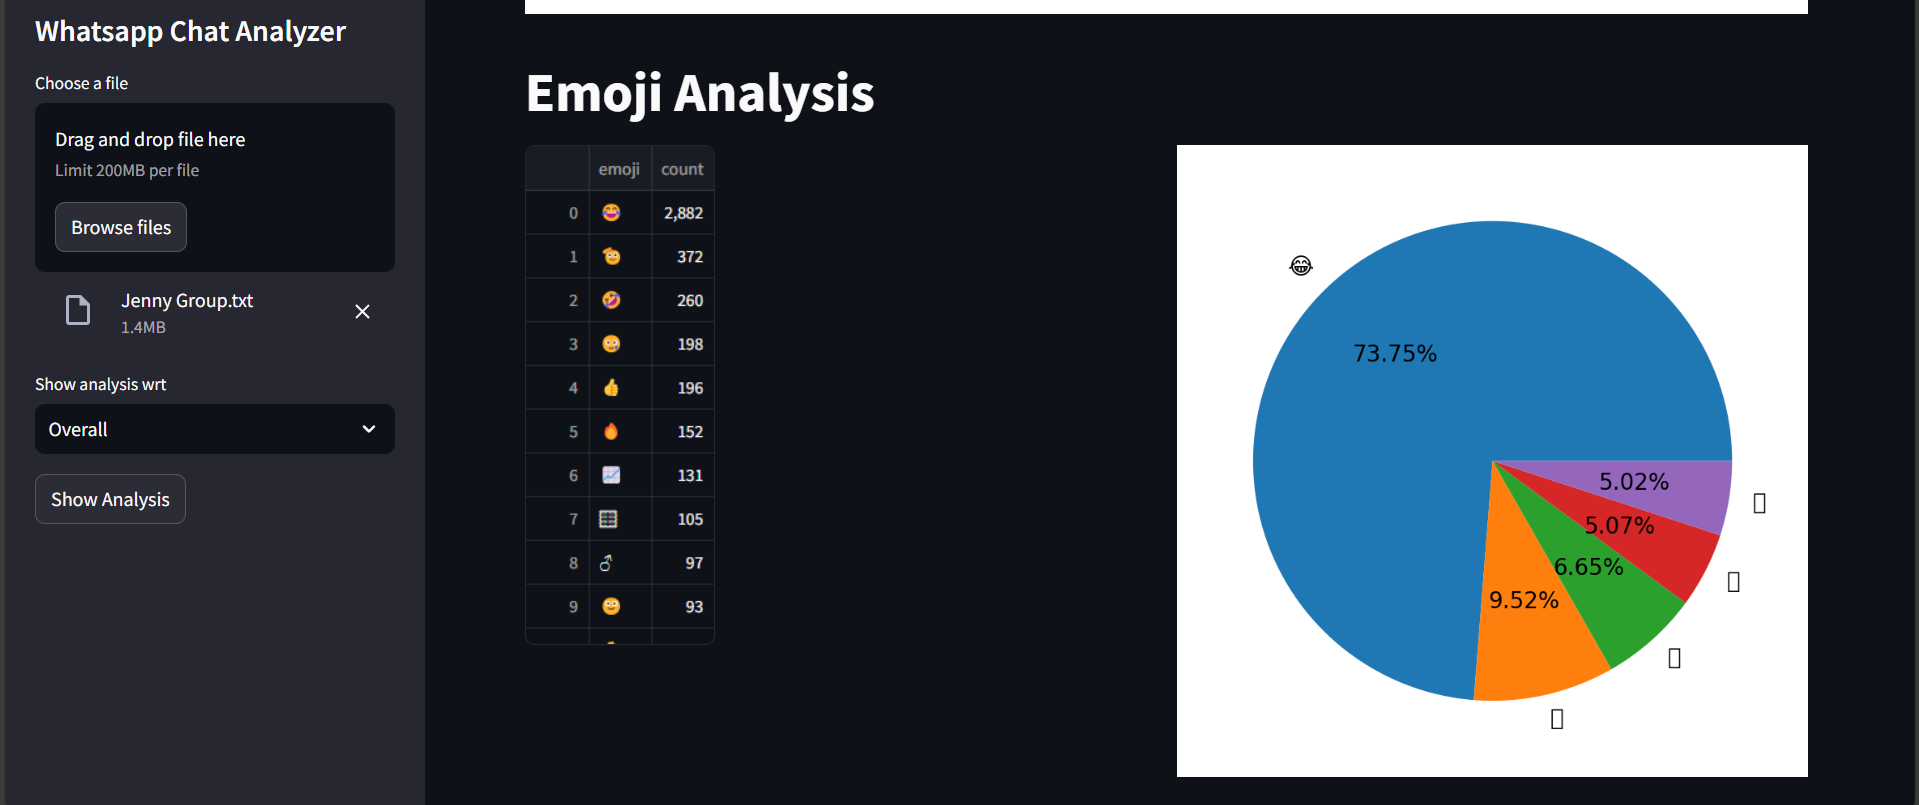 Whatsapp Chat Analyzer
Choose a file
Drag and drop file here
Limit 200MB per file
Browse files
Jenny Group.txt
1.4MB
Show analysis wrt
Overall
Show Analysis
Emoji Analysis
emoji count
0 😂 2,882
1 🫡 372
2 🤣 260
3 🥲 198
4 👍 196
5 🔥 152
6 📈 131
7 🧮 105
8 ♂ 97
9 🙂 93
😂
73.75%
5.02%
5.07%
6.65%
9.52%